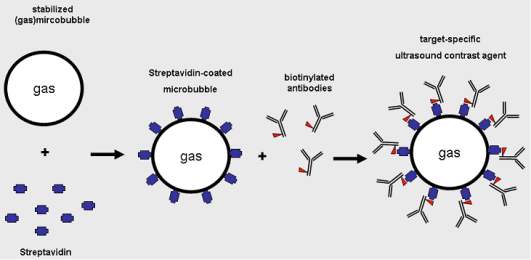 stabilized
(gas)mircobubble
gas
+
Streptavidin
Streptavidin-coated
microbubble
gas
+
biotinylated
antibodies
target-specific
ultrasound contrast agent
gas